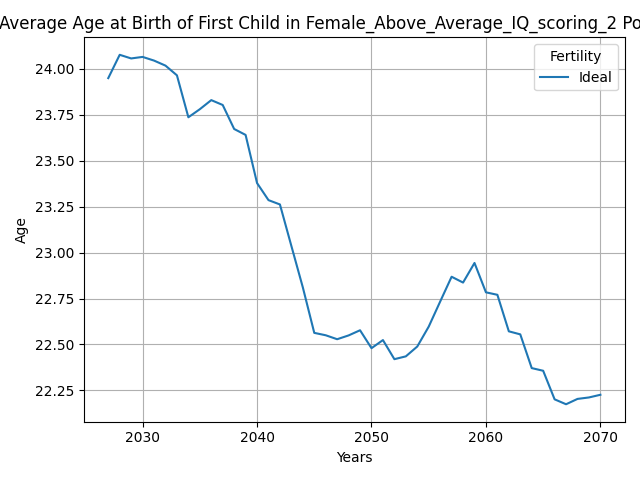 Average Age at Birth of First Child in Female_Above_Average_IQ_scoring_2 Po
Fertility
Ideal
24.00
23.75
23.50
23.25
23.00
22.75
22.50
22.25
Age
2030 2040 2050 2060 2070
Years